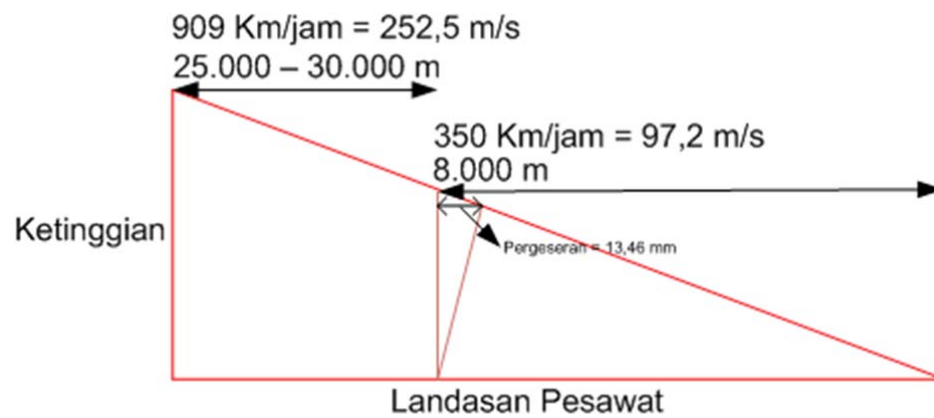 909 Km/jam = 252,5 m/s
25.000 – 30.000 m
350 Km/jam = 97,2 m/s
8.000 m
Ketinggian
Pergeseran = 13,46 mm
Landasan Pesawat